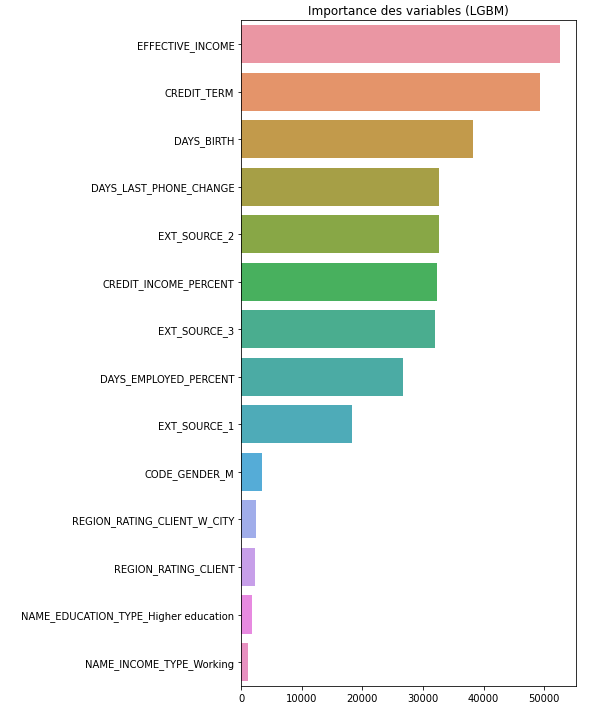 Importance des variables (LGBM)
EFFECTIVE_INCOME
CREDIT_TERM
DAYS_BIRTH
DAYS_LAST_PHONE_CHANGE
EXT_SOURCE_2
CREDIT_INCOME_PERCENT
EXT_SOURCE_3
DAYS_EMPLOYED_PERCENT
EXT_SOURCE_1
CODE_GENDER_M
REGION_RATING_CLIENT_W_CITY
REGION_RATING_CLIENT
NAME_EDUCATION_TYPE_Higher education
NAME_INCOME_TYPE_Working
0 10000 20000 30000 40000 50000